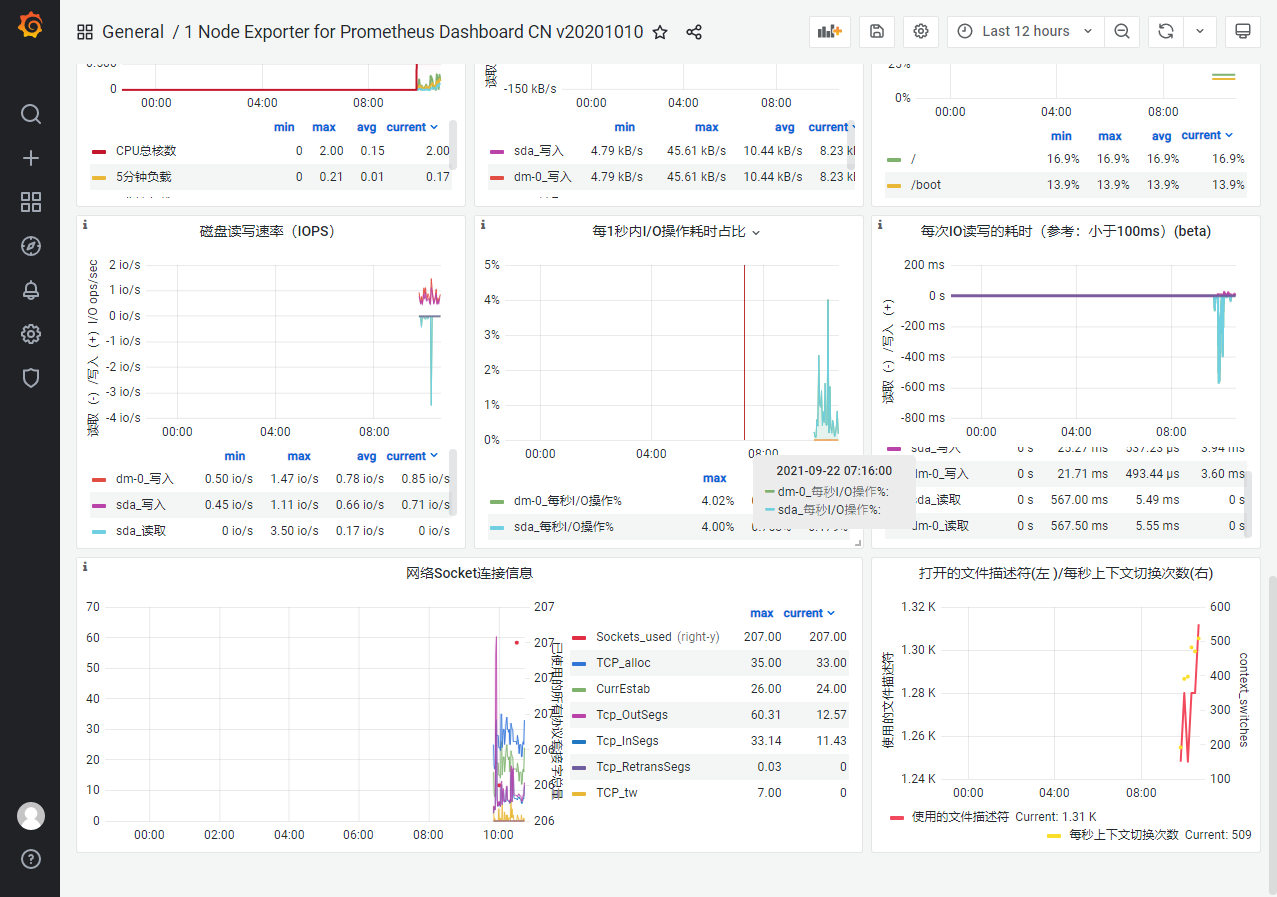 General / 1 Node Exporter for Prometheus Dashboard CN v20201010
Last 12 hours
0
00:00 04:00 08:00
min max avg current
CPU总核数 0 2.00 0.15 2.00
5分钟负载 0 0.21 0.01 0.17
-150 kB/s
00:00 04:00 08:00
min max avg current
sda_写入 4.79 kB/s 45.61 kB/s 10.44 kB/s 8.23
dm-0_写入 4.79 kB/s 45.61 kB/s 10.44 kB/s 8.23
25%
0%
00:00 04:00 08:00
min max avg current
/ 16.9% 16.9% 16.9% 16.9%
/boot 13.9% 13.9% 13.9% 13.9%
磁盘读写速率（IOPS）
读取（-）/写入（+）I/O ops/sec
2 io/s
1 io/s
0 io/s
-1 io/s
-2 io/s
-3 io/s
-4 io/s
00:00 04:00 08:00
min max avg current
dm-0_写入 0.50 io/s 1.47 io/s 0.78 io/s 0.85 io/s
sda_写入 0.45 io/s 1.11 io/s 0.66 io/s 0.71 io/s
sda_读取 0 io/s 3.50 io/s 0.17 io/s 0 io/s
每1秒内I/O操作耗时占比
5%
4%
3%
2%
1%
0%
00:00 04:00 08:00
max
dm-0_每秒I/O操作% 4.02%
sda_每秒I/O操作% 4.00%
2021-09-22 07:16:00
dm-0_每秒I/O操作%:
sda_每秒I/O操作%:
每次IO读写的耗时（参考：小于100ms）(beta)
读取（-）/写入（+）
200 ms
0 s
-200 ms
-400 ms
-600 ms
-800 ms
00:00 04:00 08:00
sda_写入 0 s 25.27 ms 537.23 µs 3.94 ms
dm-0_写入 0 s 21.71 ms 493.44 µs 3.60 ms
sda_读取 0 s 567.00 ms 5.49 ms 0 s
dm-0_读取 0 s 567.50 ms 5.55 ms 0 s
网络Socket连接信息
70
60
50
40
30
20
10
0
207
207
207
207
206
206
206
已使用的所有协议套接字总量
00:00 02:00 04:00 06:00 08:00 10:00
max current
Sockets_used (right-y) 207.00 207.00
TCP_alloc 35.00 33.00
CurrEstab 26.00 24.00
Tcp_OutSegs 60.31 12.57
Tcp_InSegs 33.14 11.43
Tcp_RetransSegs 0.03 0
TCP_tw 7.00 0
打开的文件描述符(左 )/每秒上下文切换次数(右)
使用的文件描述符
1.32 K
1.30 K
1.28 K
1.26 K
1.24 K
600
500
400
300
200
100
context_switches
00:00 04:00 08:00
使用的文件描述符 Current: 1.31 K
每秒上下文切换次数 Current: 509